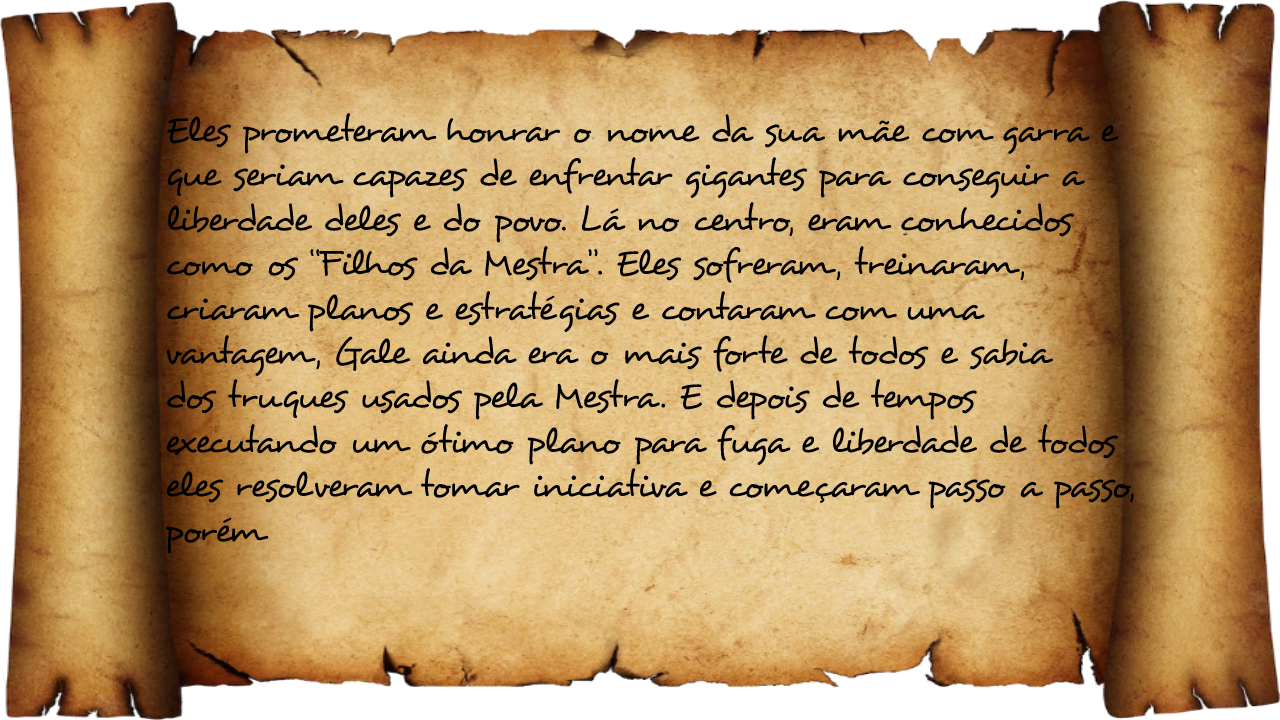 Eles prometeram honrar o nome da sua mãe com garra e
que seriam capazes de enfrentar gigantes para conseguir a
liberdade deles e do povo. Lá no centro, eram conhecidos
como os "Filhos da Mestra". Eles sofreram, treinaram,
criaram planos e estratégias e contaram com uma
vantagem, Gale ainda era o mais forte de todos e sabia
dos truques usados pela Mestra. E depois de tempos
executando um ótimo plano para fuga e liberdade de todos
eles resolveram tomar iniciativa e começaram passo a passo,
porém